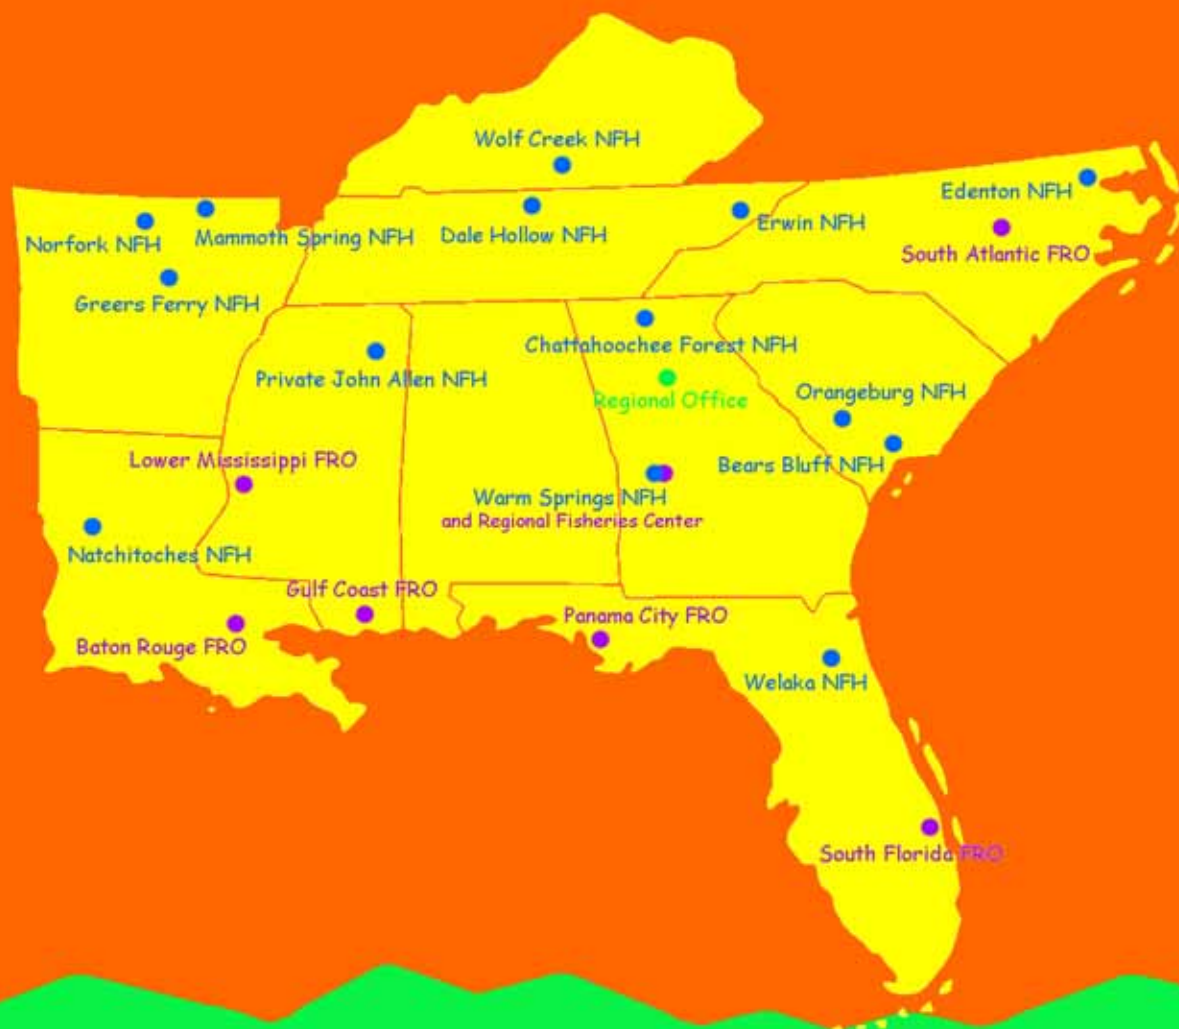 Wolf Creek NFH
Edenton NFH
Norfork NFH
Mammoth Spring NFH
Dale Hollow NFH
Erwin NFH
South Atlantic FRO
Greers Ferry NFH
Chattahoochee Forest NFH
Private John Allen NFH
Regional Office
Orangeburg NFH
Lower Mississippi FRO
Bears Bluff NFH
Warm Springs NFH
and Regional Fisheries Center
Natchitoches NFH
Gulf Coast FRO
Panama City FRO
Baton Rouge FRO
Welaka NFH
South Florida FRO